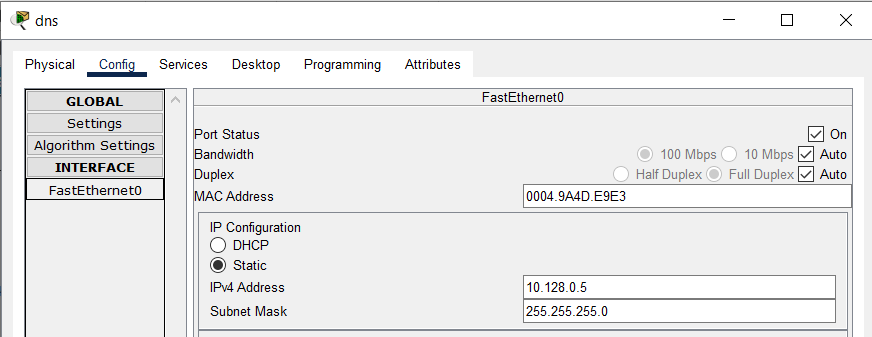 dns
Physical Config Services Desktop Programming Attributes
GLOBAL
Settings
Algorithm Settings
INTERFACE
FastEthernet0
FastEthernet0
Port Status On
Bandwidth 100 Mbps 10 Mbps Auto
Duplex Half Duplex Full Duplex Auto
MAC Address 0004.9A4D.E9E3
IP Configuration
DHCP
Static
IPv4 Address 10.128.0.5
Subnet Mask 255.255.255.0